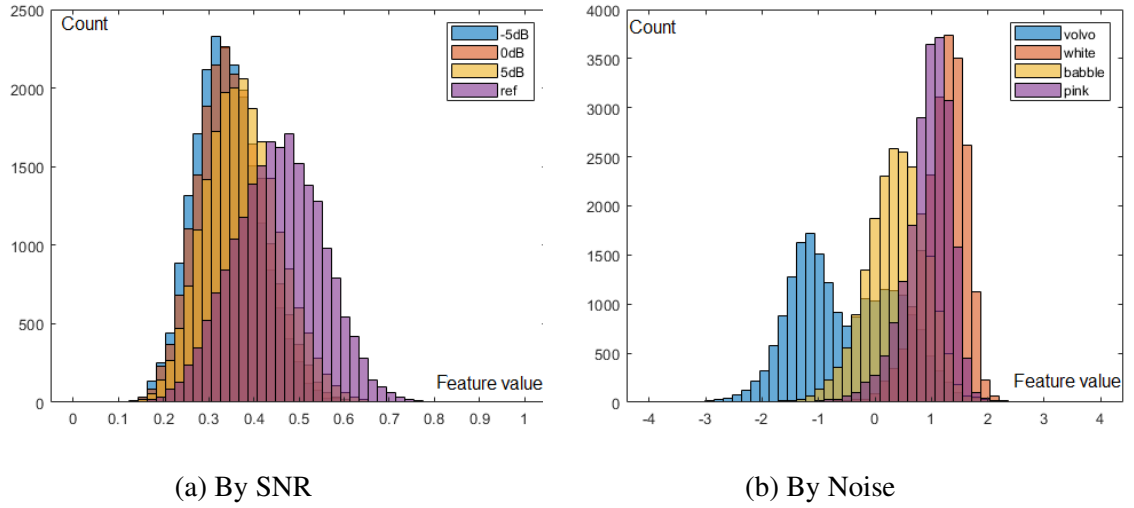 Count
2500
2000
1500
1000
500
0
0 0.1 0.2 0.3 0.4 0.5 0.6 0.7 0.8 0.9 1
Feature value
-5dB
0dB
5dB
ref
(a) By SNR
Count
4000
3500
3000
2500
2000
1500
1000
500
0
-4 -3 -2 -1 0 1 2 3 4
Feature value
volvo
white
babble
pink
(b) By Noise